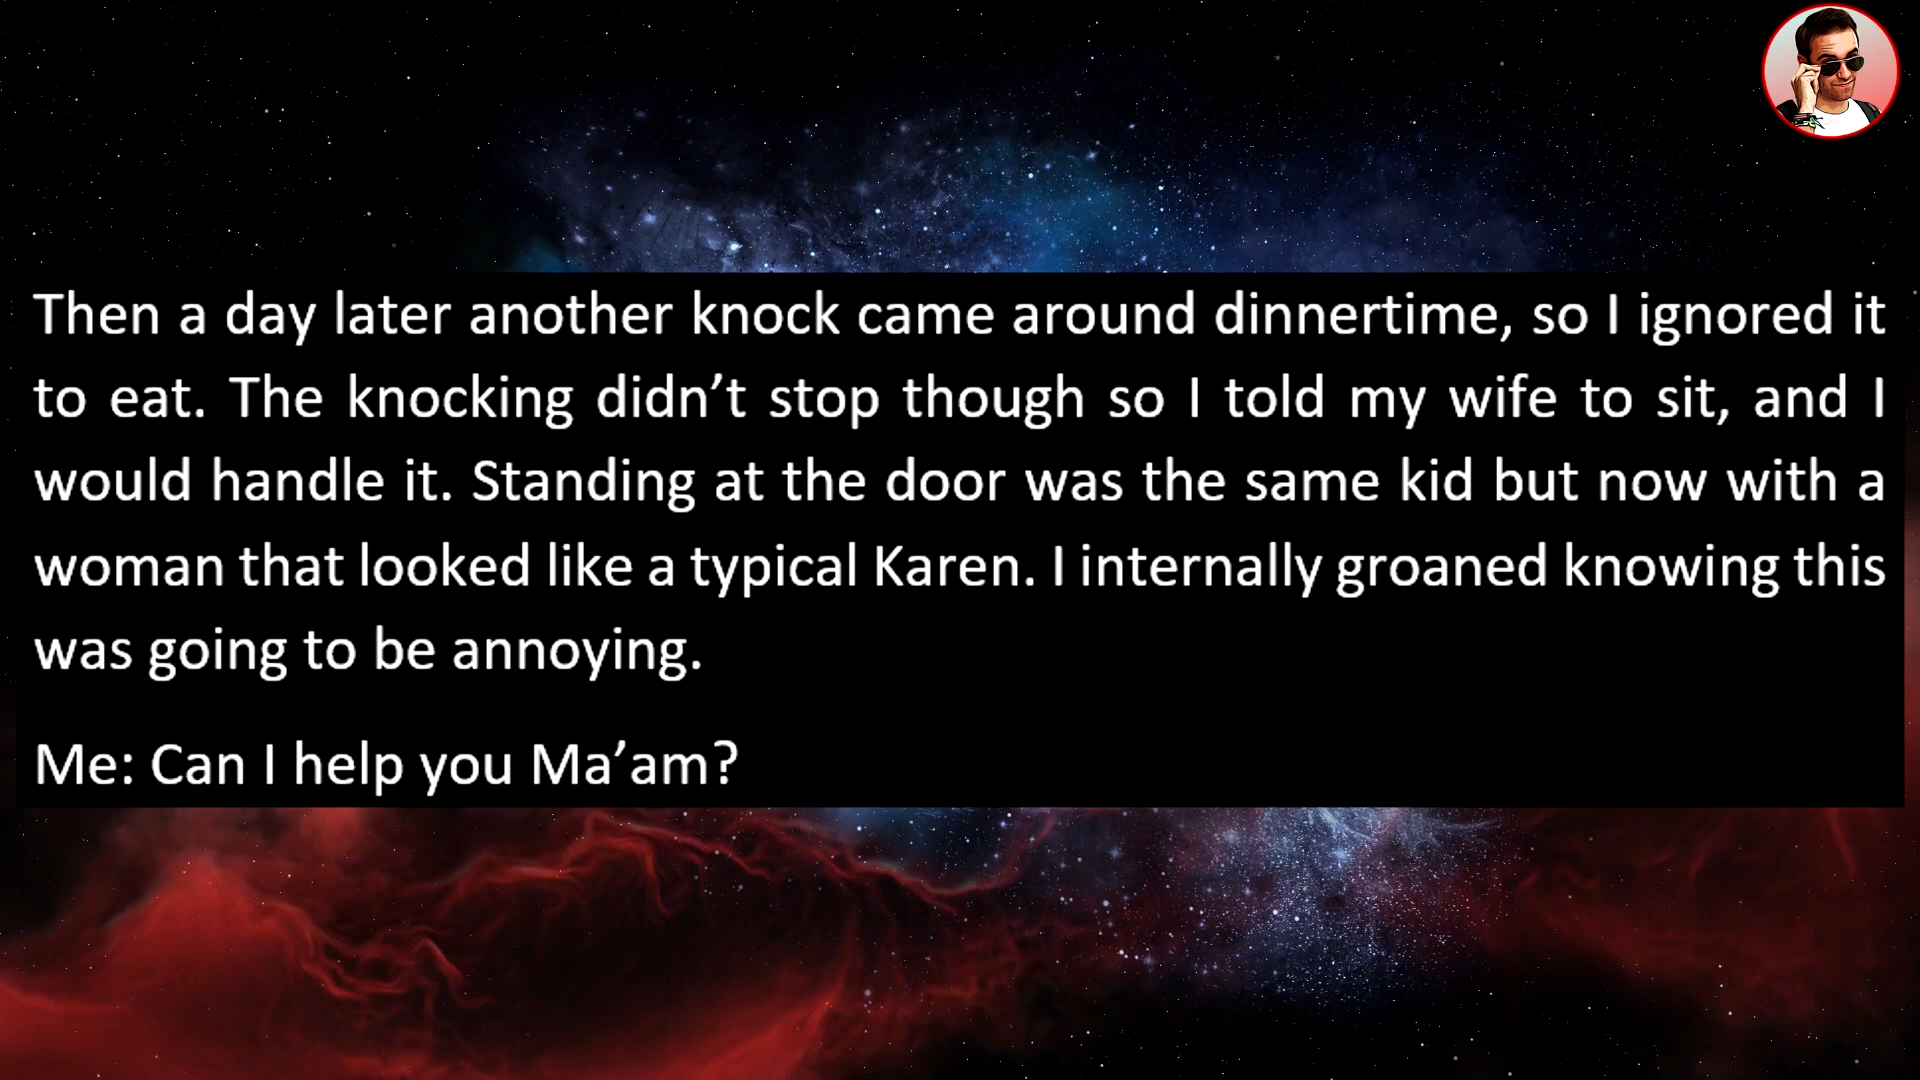 Then a day later another knock came around dinnertime, so I ignored it
to eat. The knocking didn’t stop though so I told my wife to sit, and I
would handle it. Standing at the door was the same kid but now with a
woman that looked like a typical Karen. I internally groaned knowing this
was going to be annoying.
Me: Can I help you Ma’am?